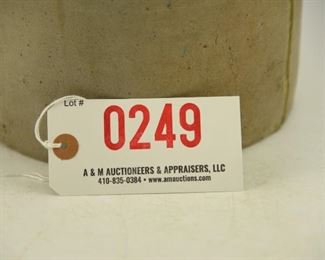 Lot #
0249
A & M AUCTIONEERS & APPRAISERS, LLC
410-835-0384 • www.amauctions.com